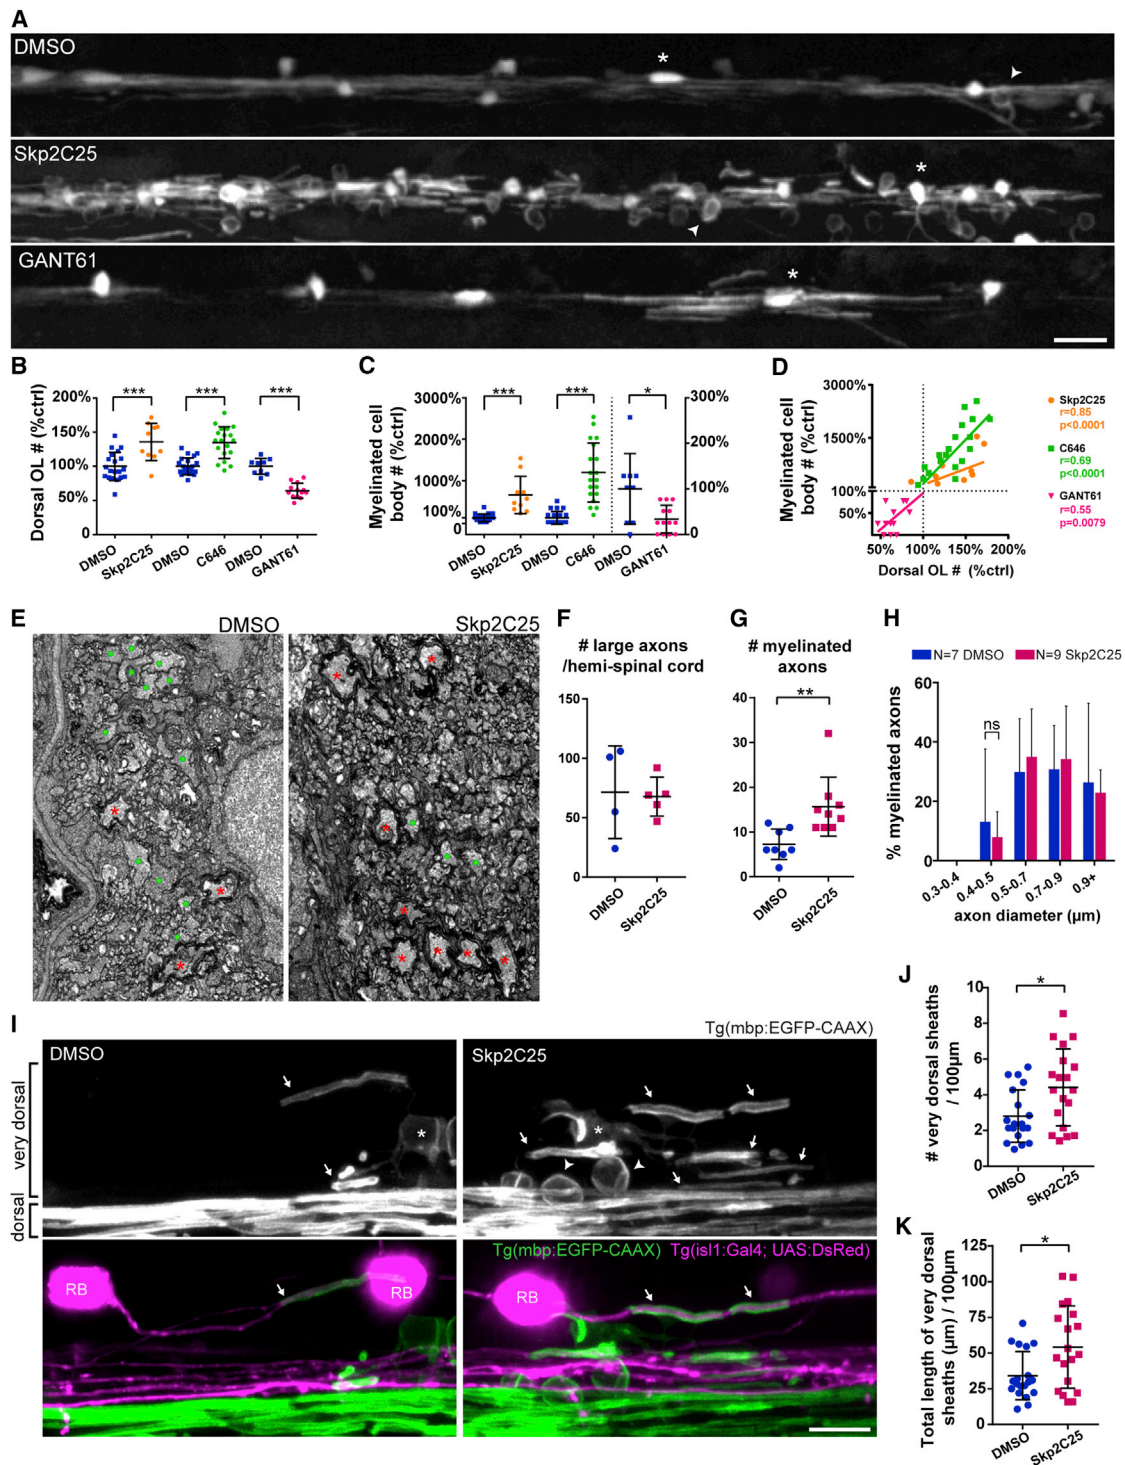 A
DMSO
*
Skp2C25
*
GANT61
*
B
Dorsal OL # (%ctrl)
200%
150%
100%
50%
0
***
***
***
DMSO
Skp2C25
DMSO
C646
DMSO
GANT61
C
Myelinated cell
body # (%ctrl)
3000%
2000%
1000%
100%
0
***
***
*
300%
200%
100%
0
DMSO
Skp2C25
DMSO
C646
DMSO
GANT61
D
Myelinated cell
body # (%ctrl)
3000%
1500%
100%
50%
50%
100%
150%
200%
Dorsal OL # (%ctrl)
Skp2C25
r=0.85
p<0.0001
C646
r=0.69
p<0.0001
GANT61
r=0.55
p=0.0079
E
DMSO
Skp2C25
F
# large axons
/hemi-spinal cord
150
100
50
0
DMSO
Skp2C25
G
# myelinated
axons
40
30
20
10
0
**
DMSO
Skp2C25
H
N=7 DMSO
N=9 Skp2C25
% myelinated axons
60
40
20
0
ns
0.3-0.4
0.4-0.5
0.5-0.7
0.7-0.9
0.9+
axon diameter (µm)
I
Tg(mbp:EGFP-CAAX)
DMSO
Skp2C25
very dorsal
dorsal
*
*
Tg(mbp:EGFP-CAAX) Tg(isl1:Gal4; UAS:DsRed)
RB
RB
RB
J
# very dorsal sheaths
/ 100µm
10
8
6
4
2
0
*
DMSO
Skp2C25
K
Total length of very dorsal
sheaths (µm) / 100µm
125
100
75
50
25
0
*
DMSO
Skp2C25